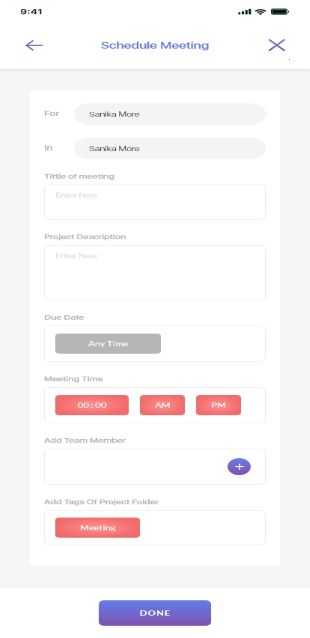 9:41
Schedule Meeting
For
Sanika More
In
Sanika More
Tittle of meeting
Enter here
Project Description
Enter here
Due Date
Any Time
Meeting Time
00:00 AM PM
Add Team Member
Add Tags Of Project Folder
Meeting
DONE